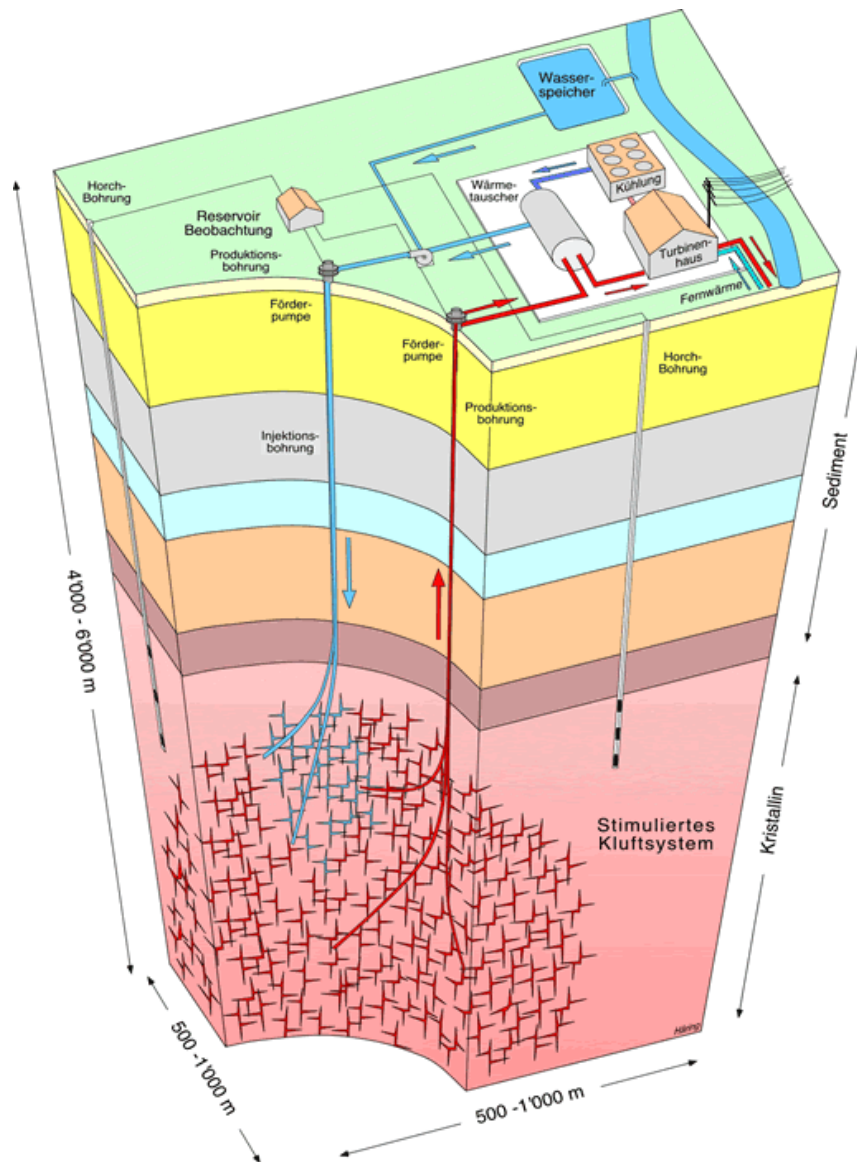 Wasser-
speicher
Wärme-
tauscher
Kühlung
Horch-
Bohrung
Reservoir
Beobachtung
Turbinen-
haus
Produktions-
bohrung
Fernwärme
Förder-
pumpe
Förder-
pumpe
Horch-
Bohrung
Produktions-
bohrung
Injektions-
bohrung
Sediment
4'000 - 6'000 m
Stimuliertes
Kluftsystem
Kristallin
Häring
500 -1'000 m
500 -1'000 m